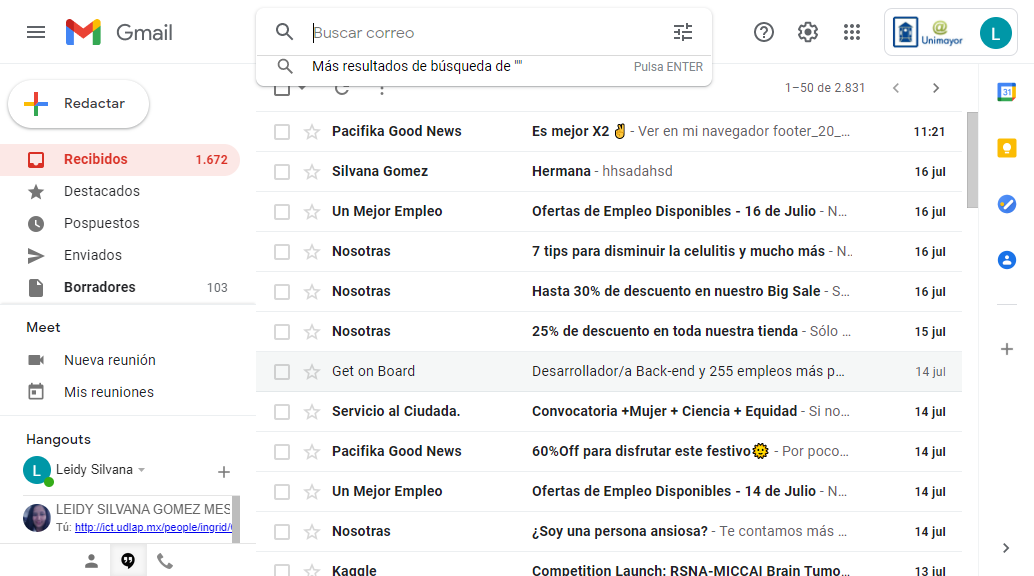 Gmail
Buscar correo
Más resultados de búsqueda de ""
Pulsa ENTER
@
Unimayor
L
Redactar
1–50 de 2.831
31
Recibidos 1.672
Destacados
Pospuestos
Enviados
Borradores 103
Meet
Nueva reunión
Mis reuniones
Hangouts
L
Leidy Silvana
LEIDY SILVANA GOMEZ MES
Tú: http://ict.udlap.mx/people/ingrid/
Pacifika Good News Es mejor X2 ✌ - Ver en mi navegador footer_20_… 11:21
Silvana Gomez Hermana - hhsadahsd 16 jul
Un Mejor Empleo Ofertas de Empleo Disponibles - 16 de Julio - N… 16 jul
Nosotras 7 tips para disminuir la celulitis y mucho más - N… 16 jul
Nosotras Hasta 30% de descuento en nuestro Big Sale - S… 16 jul
Nosotras 25% de descuento en toda nuestra tienda - Sólo … 15 jul
Get on Board Desarrollador/a Back-end y 255 empleos más p… 14 jul
Servicio al Ciudada. Convocatoria +Mujer + Ciencia + Equidad - Si no… 14 jul
Pacifika Good News 60%Off para disfrutar este festivo🌞 - Por poco… 14 jul
Un Mejor Empleo Ofertas de Empleo Disponibles - 14 de Julio - N… 14 jul
Nosotras ¿Soy una persona ansiosa? - Te contamos más … 14 jul
Kaggle Competition Launch: RSNA-MICCAI Brain Tumo… 13 jul